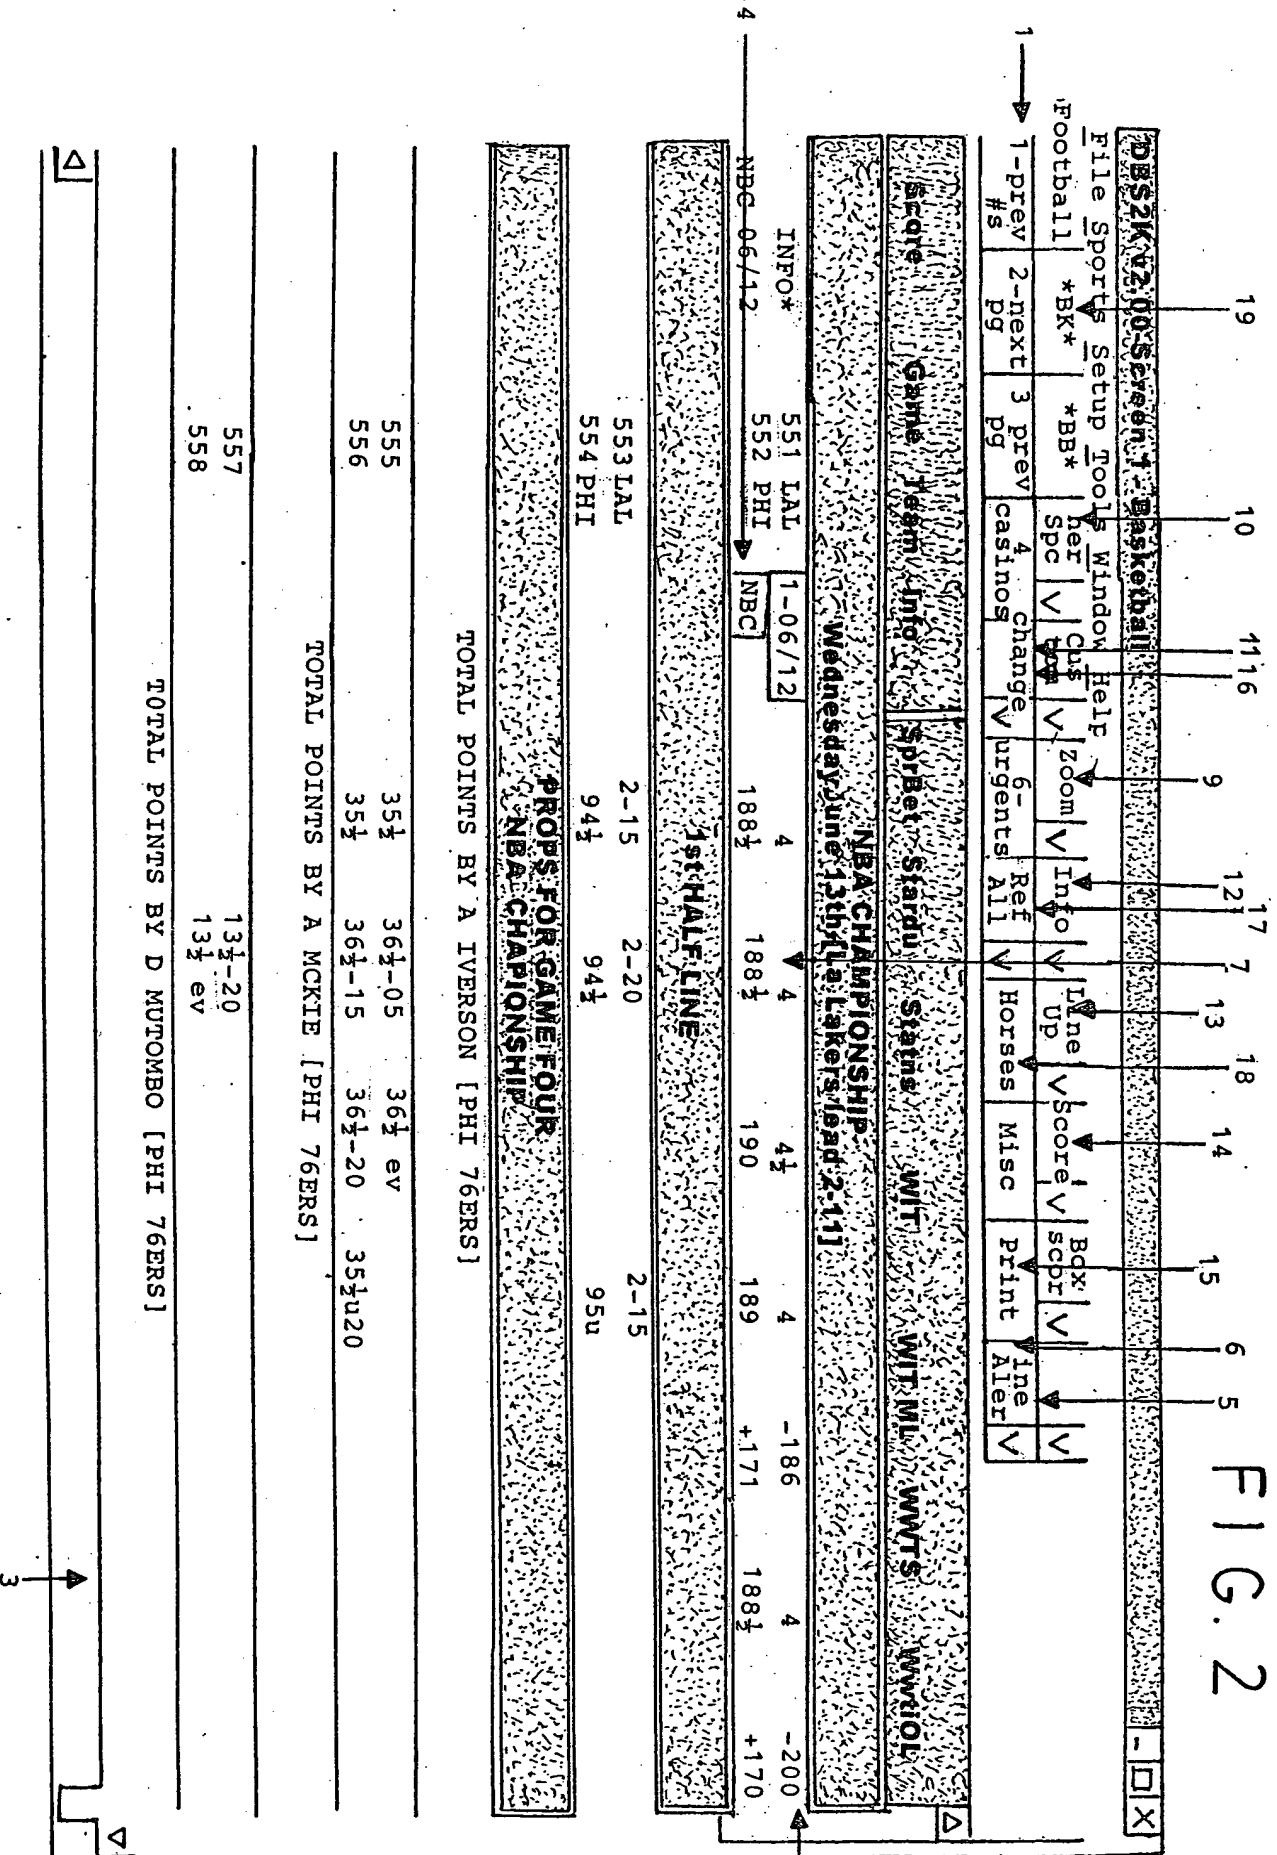 FIG. 2
19 10 11 16 9 12 17 7 13 18 14 15 6 5
DBS2K v2.00-Screen 1 - Basketball - X
File Sports Setup Tools Window Help
Football *BK* *BB* her Spc V Cus tom V Zoom V Info V Line Up V Score V Box scor V V
1 1-prev #s 2-next pg 3 prev pg 4 casinos change V 6- urgents Ref All V Horses Misc Print ine Aler V
Score Game Team Info SprBet Stardu Statns WIT WIT ML WWTS WWtiOL
NBA CHAMPIONSHIP
Wednesday June 13th [La Lakers lead 2-11]
INFO* 551 LAL 1-06/12 4 4 4½ 4 -186 4 -200
4 NBC 06/12 552 PHI NBC 188½ 188½ 190 189 +171 188½ +170
1st HALF LINE
553 LAL 2-15 2-20 2-15
554 PHI 94½ 94½ 95u
PROPS FOR GAME FOUR
NBA CHAPIONSHIP
TOTAL POINTS BY A IVERSON [PHI 76ERS]
555 35½ 36½-05 36½ ev
556 35½ 36½-15 36½-20 35½u20
TOTAL POINTS BY A MCKIE [PHI 76ERS]
557 13½-20
558 13½ ev
TOTAL POINTS BY D MUTOMBO [PHI 76ERS]
3